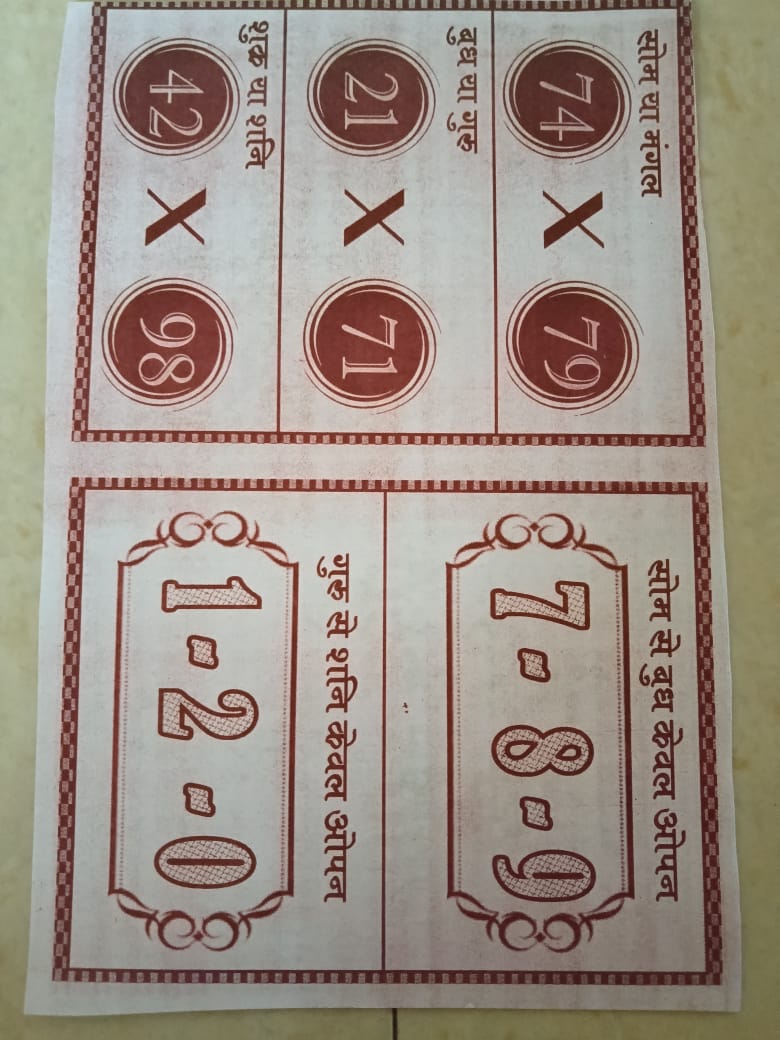 सोम या मंगल
74 X 79
बुध या गुरु
21 X 71
शुक्र या शनि
42 X 98
सोम से बुध केवल ओपन
7 - 8 - 9
गुरु से शनि केवल ओपन
1 - 2 - 0